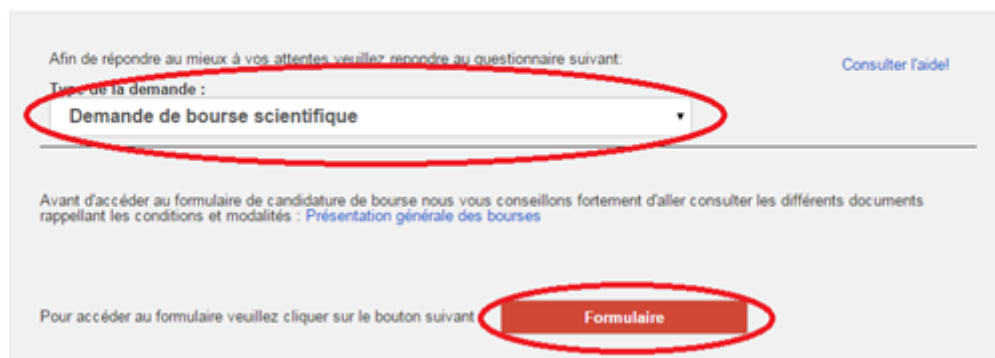 Afin de répondre au mieux à vos attentes veuillez repondre au questionnaire suivant:
Consulter l'aide!
Type de la demande :
Demande de bourse scientifique
Avant d'accéder au formulaire de candidature de bourse nous vous conseillons fortement d'aller consulter les différents documents
rappellant les conditions et modalités : Présentation générale des bourses
Pour accéder au formulaire veuillez cliquer sur le bouton suivant
Formulaire